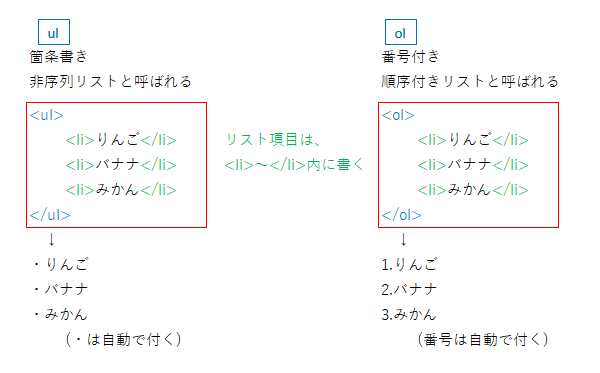 ul
箇条書き
非序列リストと呼ばれる
<ul>
<li>りんご</li>
<li>バナナ</li>
<li>みかん</li>
</ul>
↓
・りんご
・バナナ
・みかん
(・は自動で付く)
リスト項目は、
<li>~</li>内に書く
ol
番号付き
順序付きリストと呼ばれる
<ol>
<li>りんご</li>
<li>バナナ</li>
<li>みかん</li>
</ol>
↓
1.りんご
2.バナナ
3.みかん
(番号は自動で付く)